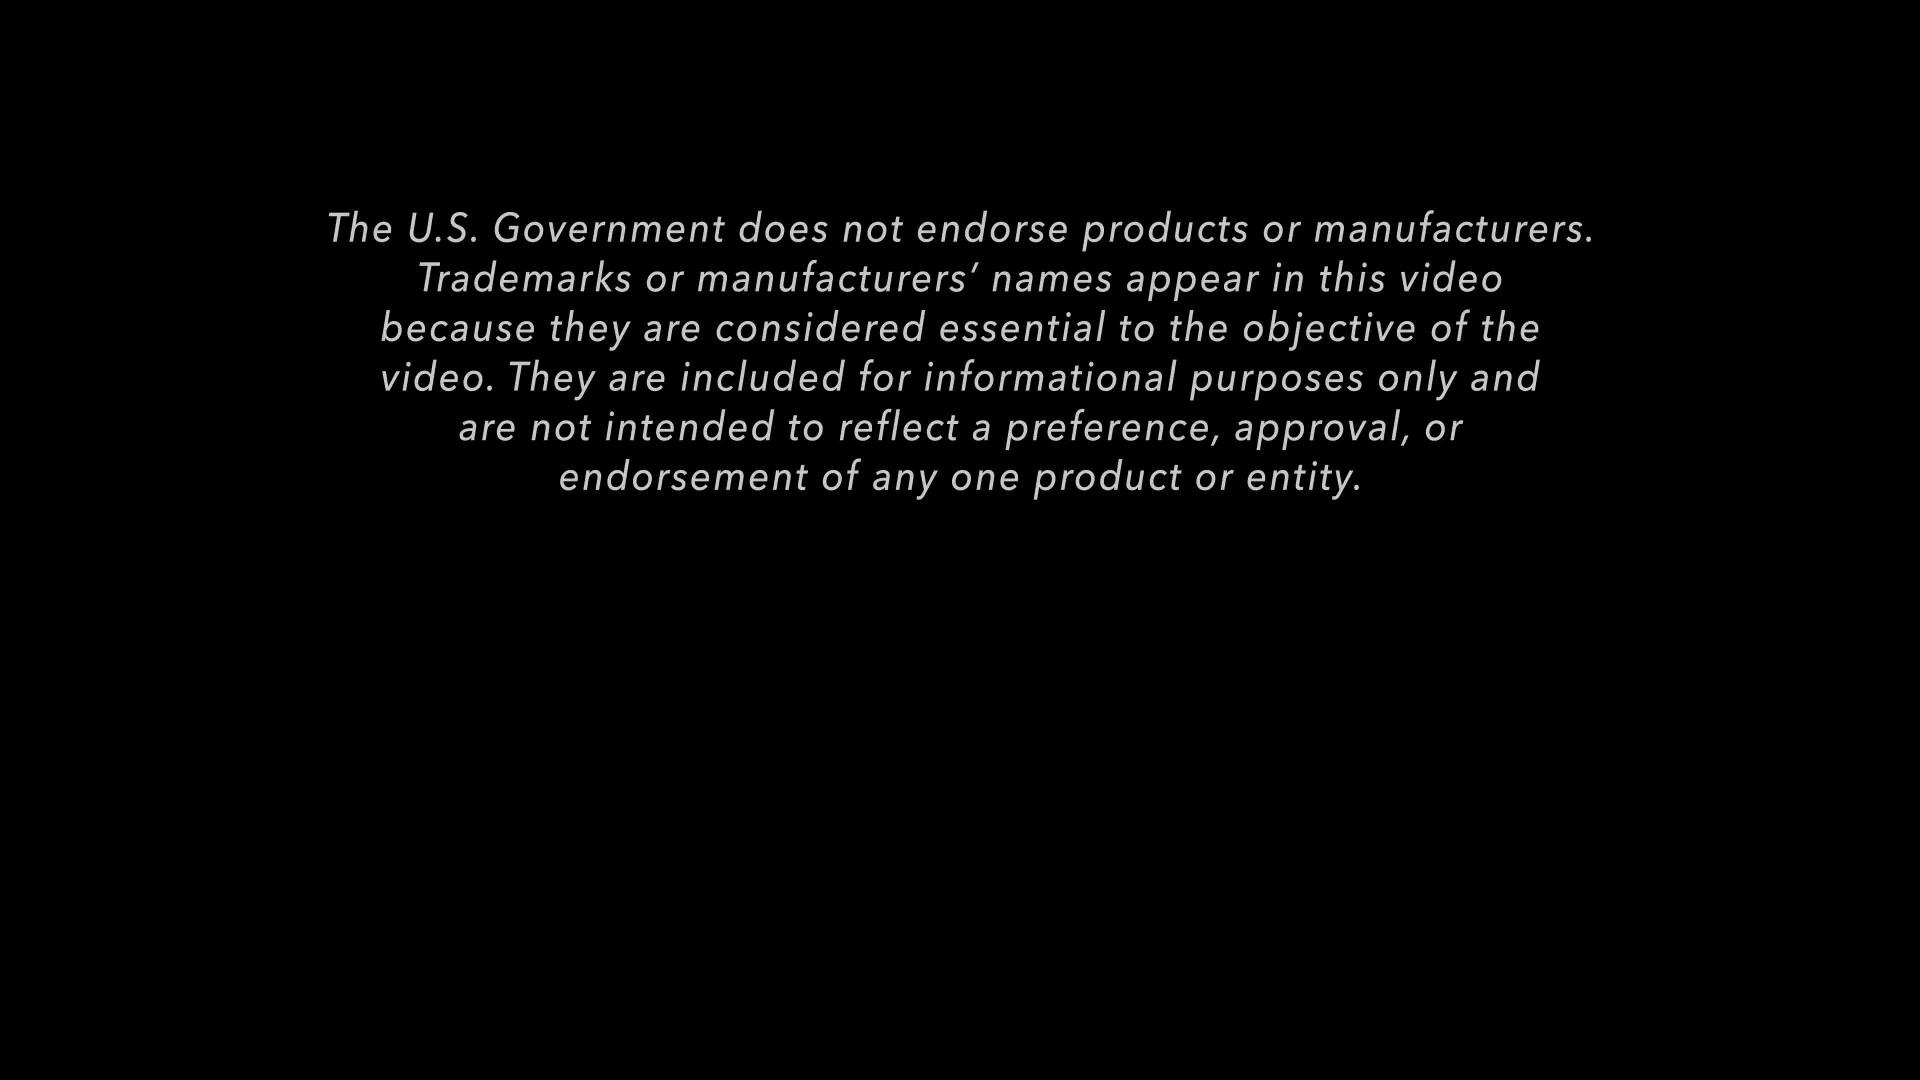 The U.S. Government does not endorse products or manufacturers.
Trademarks or manufacturers’ names appear in this video
because they are considered essential to the objective of the
video. They are included for informational purposes only and
are not intended to reflect a preference, approval, or
endorsement of any one product or entity.